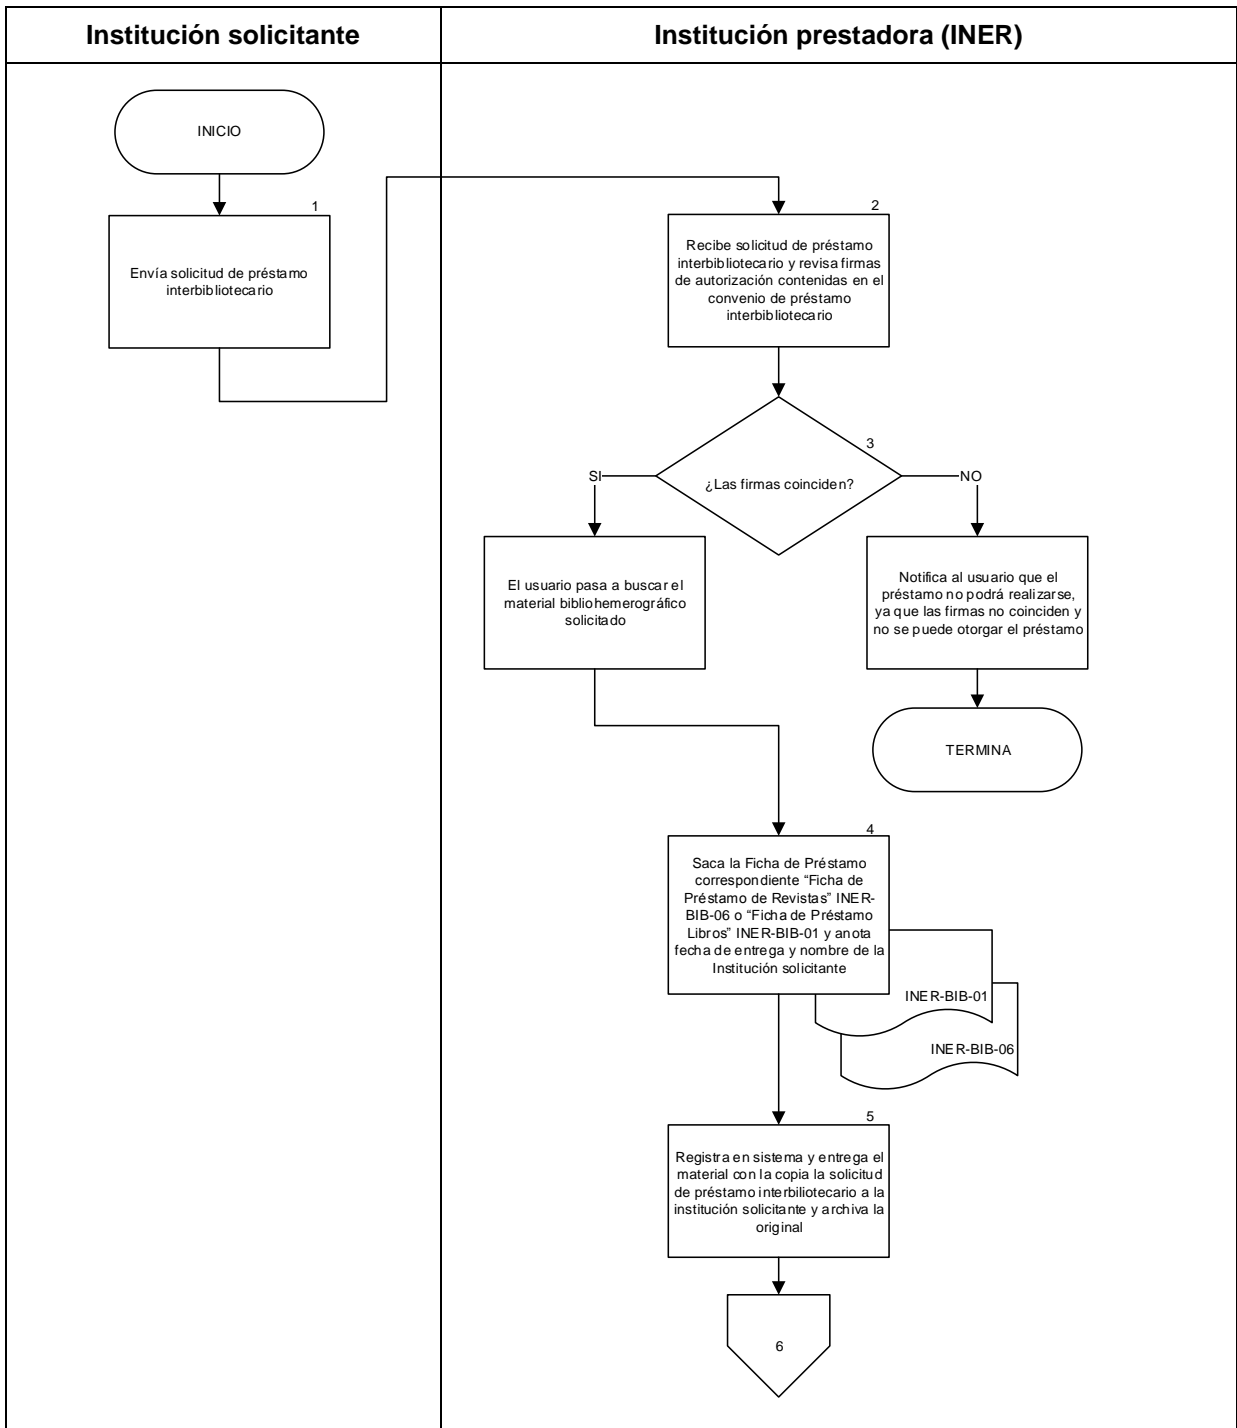 Institución solicitante
Institución prestadora (INER)
INICIO
1
Envía solicitud de préstamo
interbibliotecario
2
Recibe solicitud de préstamo
interbibliotecario y revisa firmas
de autorización contenidas en el
convenio de préstamo
interbibliotecario
3
¿Las firmas coinciden?
SI
NO
El usuario pasa a buscar el
material bibliohemerográfico
solicitado
Notifica al usuario que el
préstamo no podrá realizarse,
ya que las firmas no coinciden y
no se puede otorgar el préstamo
TERMINA
4
Saca la Ficha de Préstamo
correspondiente “Ficha de
Préstamo de Revistas” INER-
BIB-06 o “Ficha de Préstamo
Libros” INER-BIB-01 y anota
fecha de entrega y nombre de la
Institución solicitante
INER-BIB-01
INER-BIB-06
5
Registra en sistema y entrega el
material con la copia la solicitud
de préstamo interbiliotecario a la
institución solicitante y archiva la
original
6